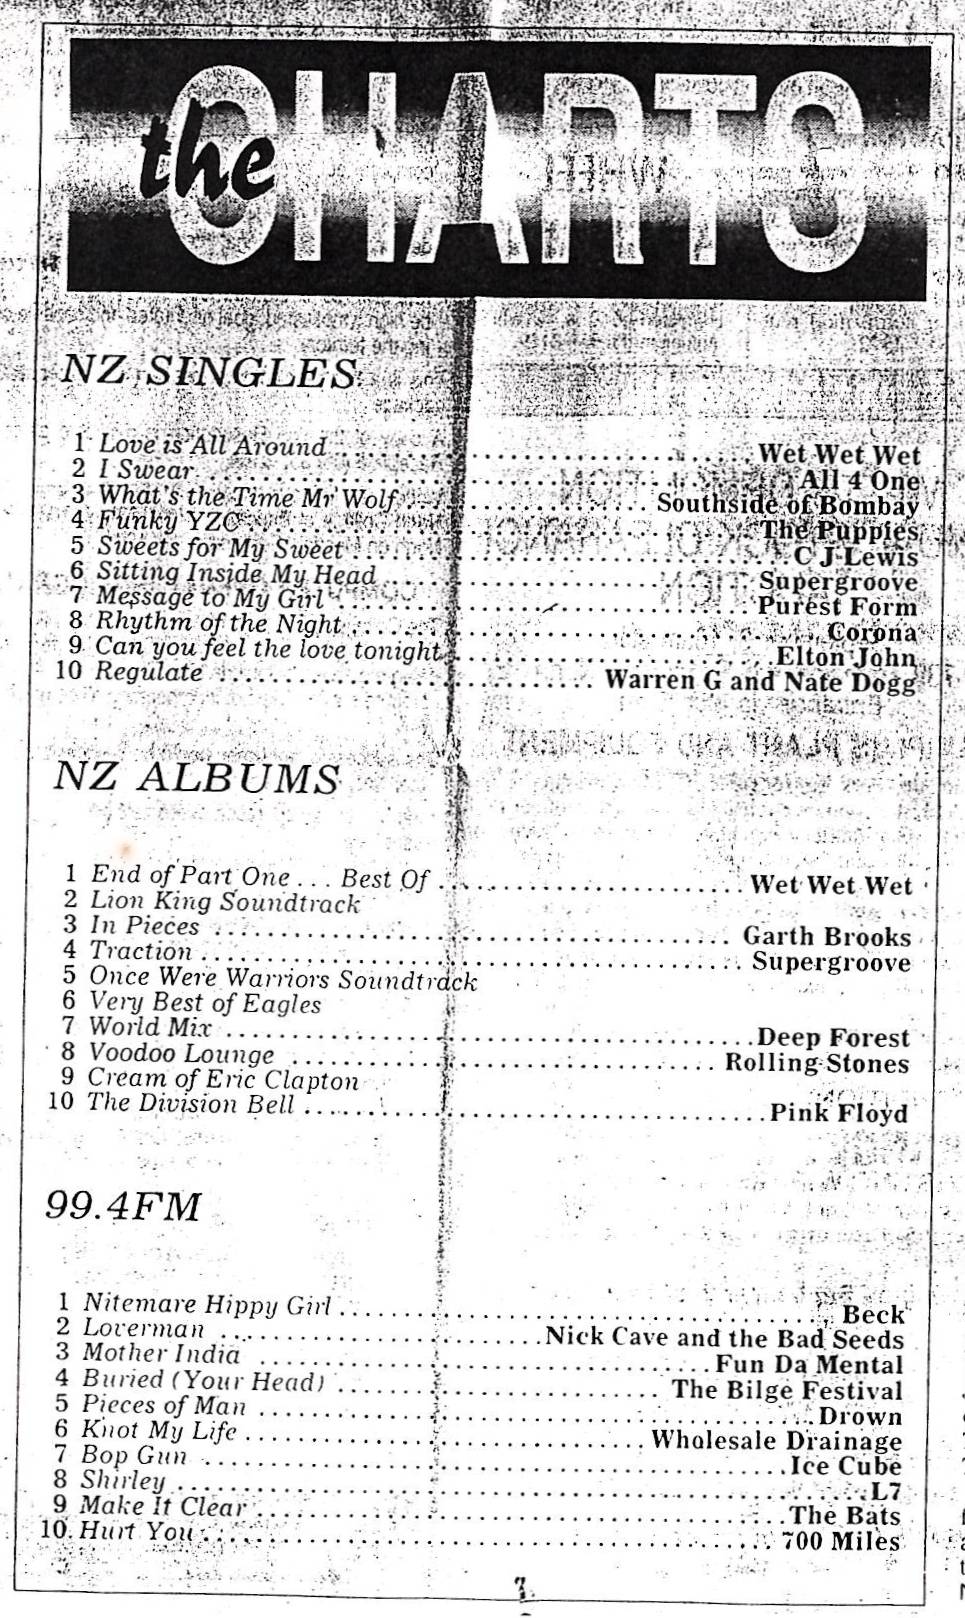 the CHARTS
NZ SINGLES
1 Love is All Around ........ Wet Wet Wet
2 I Swear ........ All 4 One
3 What's the Time Mr Wolf ........ Southside of Bombay
4 Funky YZC ........ The Puppies
5 Sweets for My Sweet ........ C J Lewis
6 Sitting Inside My Head ........ Supergroove
7 Message to My Girl ........ Purest Form
8 Rhythm of the Night ........ Corona
9 Can you feel the love tonight ........ Elton John
10 Regulate ........ Warren G and Nate Dogg
NZ ALBUMS
1 End of Part One ... Best Of ........ Wet Wet Wet
2 Lion King Soundtrack
3 In Pieces ........ Garth Brooks
4 Traction ........ Supergroove
5 Once Were Warriors Soundtrack
6 Very Best of Eagles
7 World Mix ........ Deep Forest
8 Voodoo Lounge ........ Rolling Stones
9 Cream of Eric Clapton
10 The Division Bell ........ Pink Floyd
99.4FM
1 Nitemare Hippy Girl ........ Beck
2 Loverman ........ Nick Cave and the Bad Seeds
3 Mother India ........ Fun Da Mental
4 Buried (Your Head) ........ The Bilge Festival
5 Pieces of Man ........ Drown
6 Knot My Life ........ Wholesale Drainage
7 Bop Gun ........ Ice Cube
8 Shirley ........ L7
9 Make It Clear ........ The Bats
10 Hurt You ........ 700 Miles